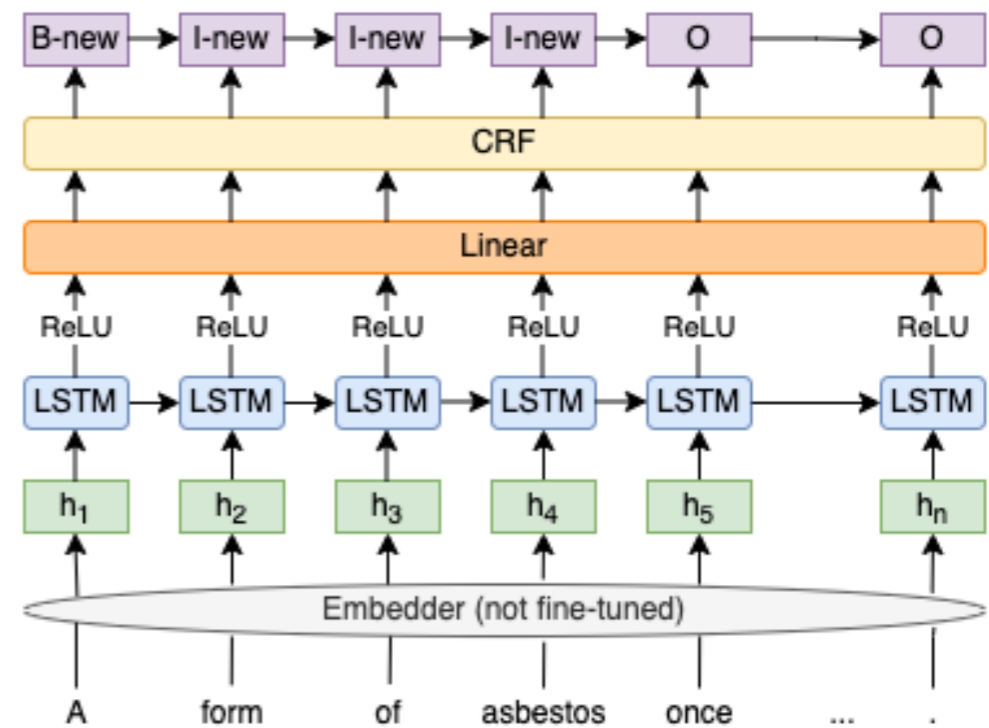 B-new I-new I-new I-new O O
CRF
Linear
ReLU ReLU ReLU ReLU ReLU ReLU
LSTM LSTM LSTM LSTM LSTM LSTM
h₁ h₂ h₃ h₄ h₅ hₙ
Embedder (not fine-tuned)
A form of asbestos once ... .